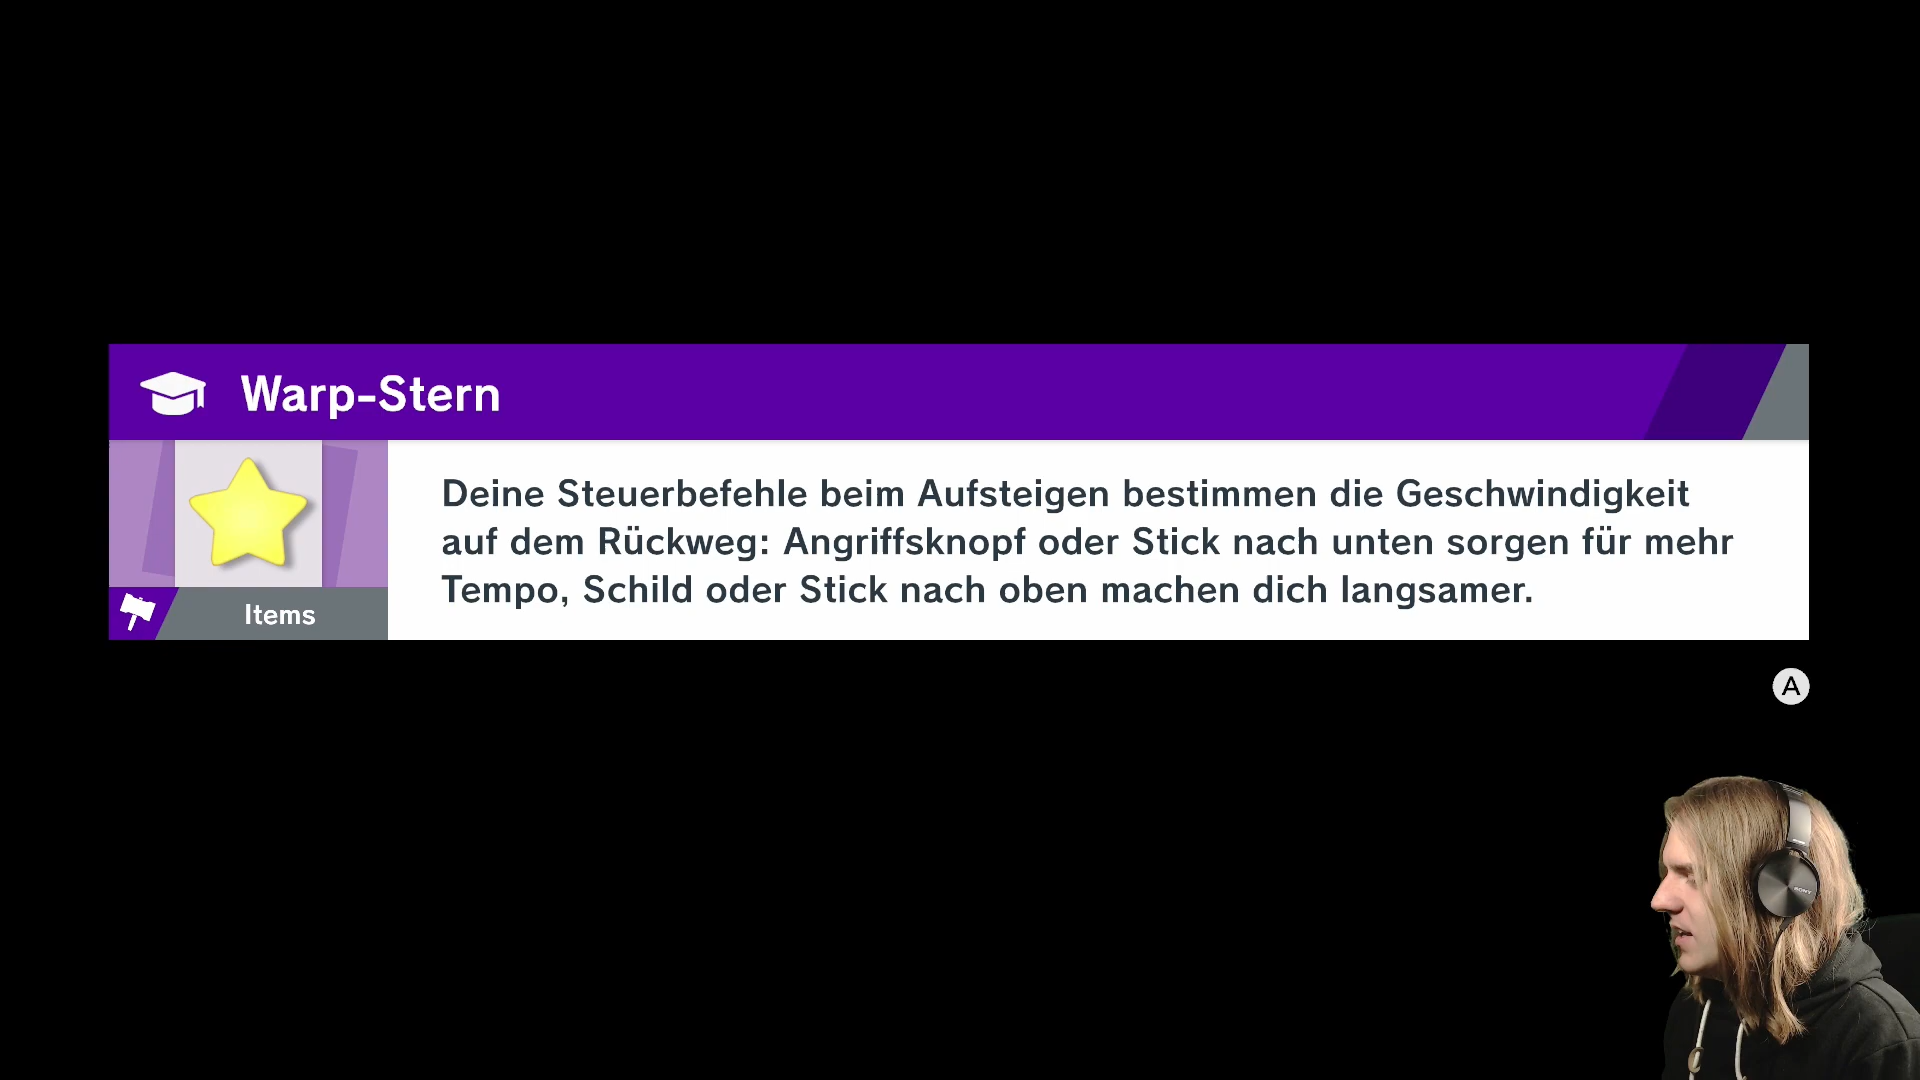 Warp-Stern
Deine Steuerbefehle beim Aufsteigen bestimmen die Geschwindigkeit
auf dem Rückweg: Angriffsknopf oder Stick nach unten sorgen für mehr
Tempo, Schild oder Stick nach oben machen dich langsamer.
Items
A
SONY